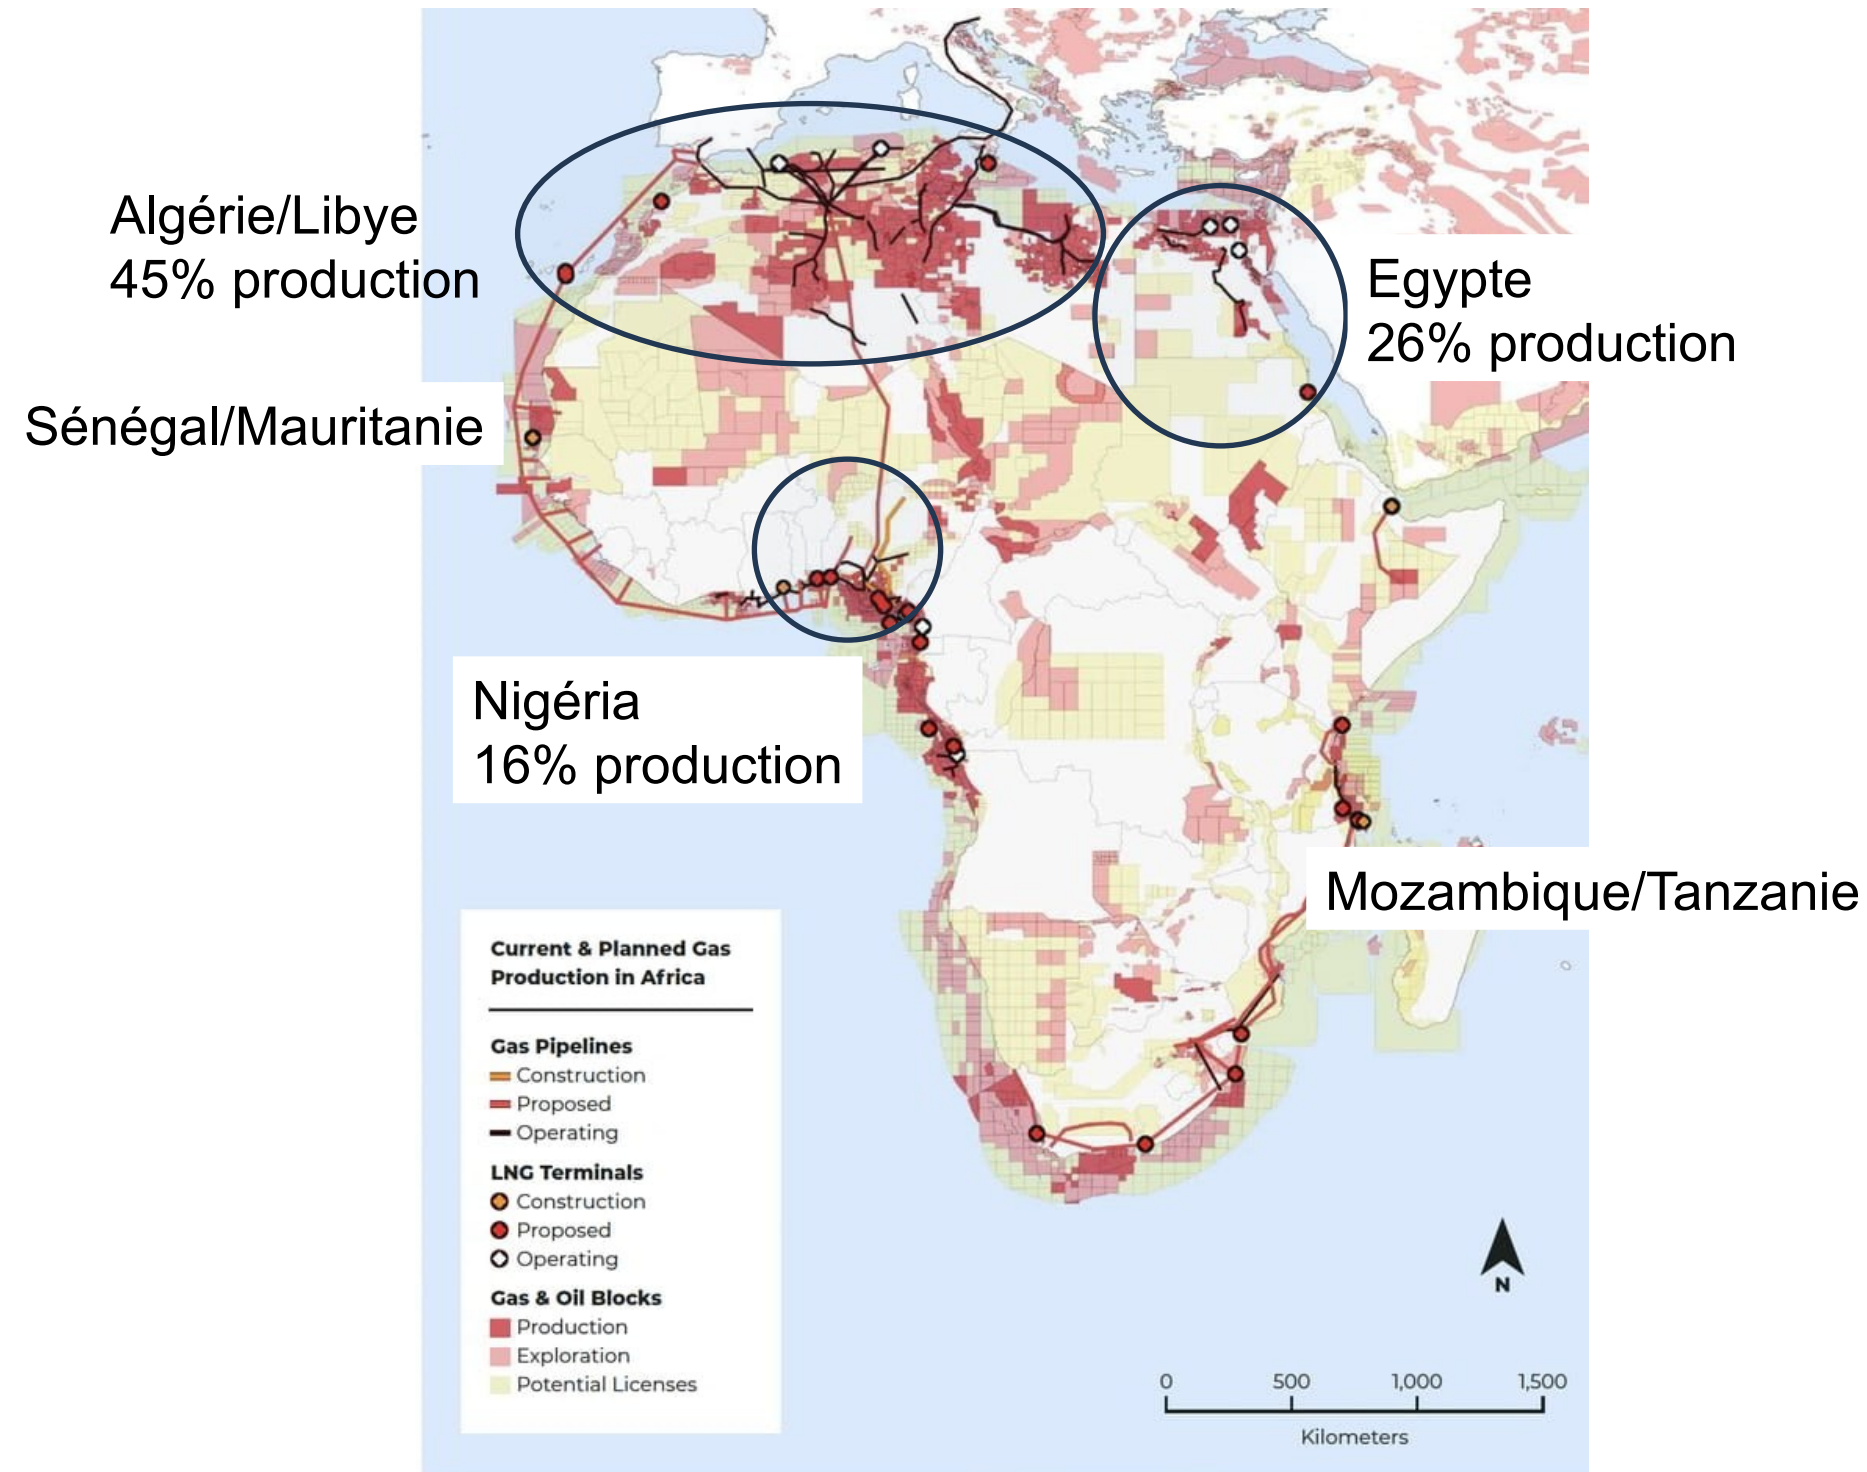 Algérie/Libye
45% production
Egypte
26% production
Sénégal/Mauritanie
Nigéria
16% production
Mozambique/Tanzanie
Current & Planned Gas
Production in Africa
Gas Pipelines
Construction
Proposed
Operating
LNG Terminals
Construction
Proposed
Operating
Gas & Oil Blocks
Production
Exploration
Potential Licenses
N
0 500 1,000 1,500
Kilometers